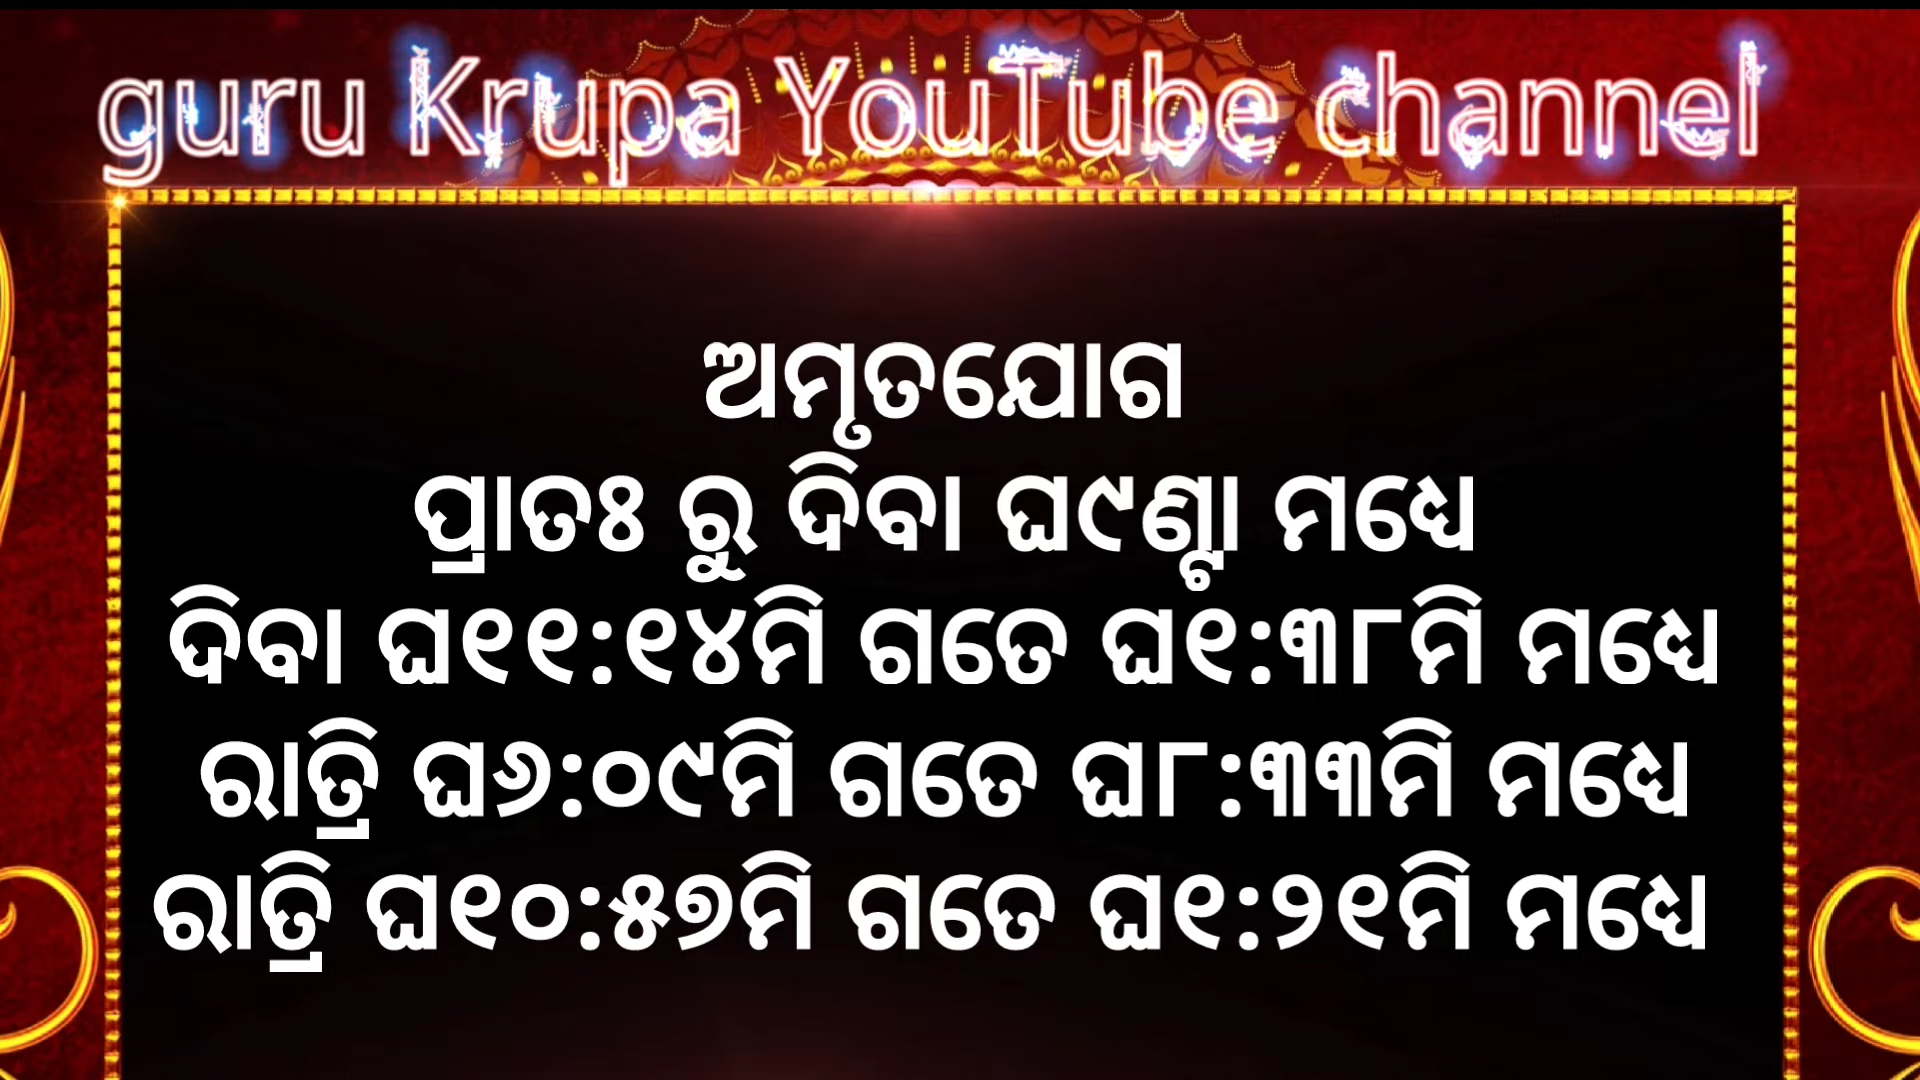 guru Krupa YouTube channel
ଅମୃତଯୋଗ
ପ୍ରାତଃ ରୁ ଦିବା ଘ୯ଣ୍ଟା ମଧ୍ୟେ
ଦିବା ଘ୧୧:୧୪ମି ଗତେ ଘ୧:୩୮ମି ମଧ୍ୟେ
ରାତ୍ରି ଘ୬:୦୯ମି ଗତେ ଘ୮:୩୩ମି ମଧ୍ୟେ
ରାତ୍ରି ଘ୧୦:୫୭ମି ଗତେ ଘ୧:୨୧ମି ମଧ୍ୟେ